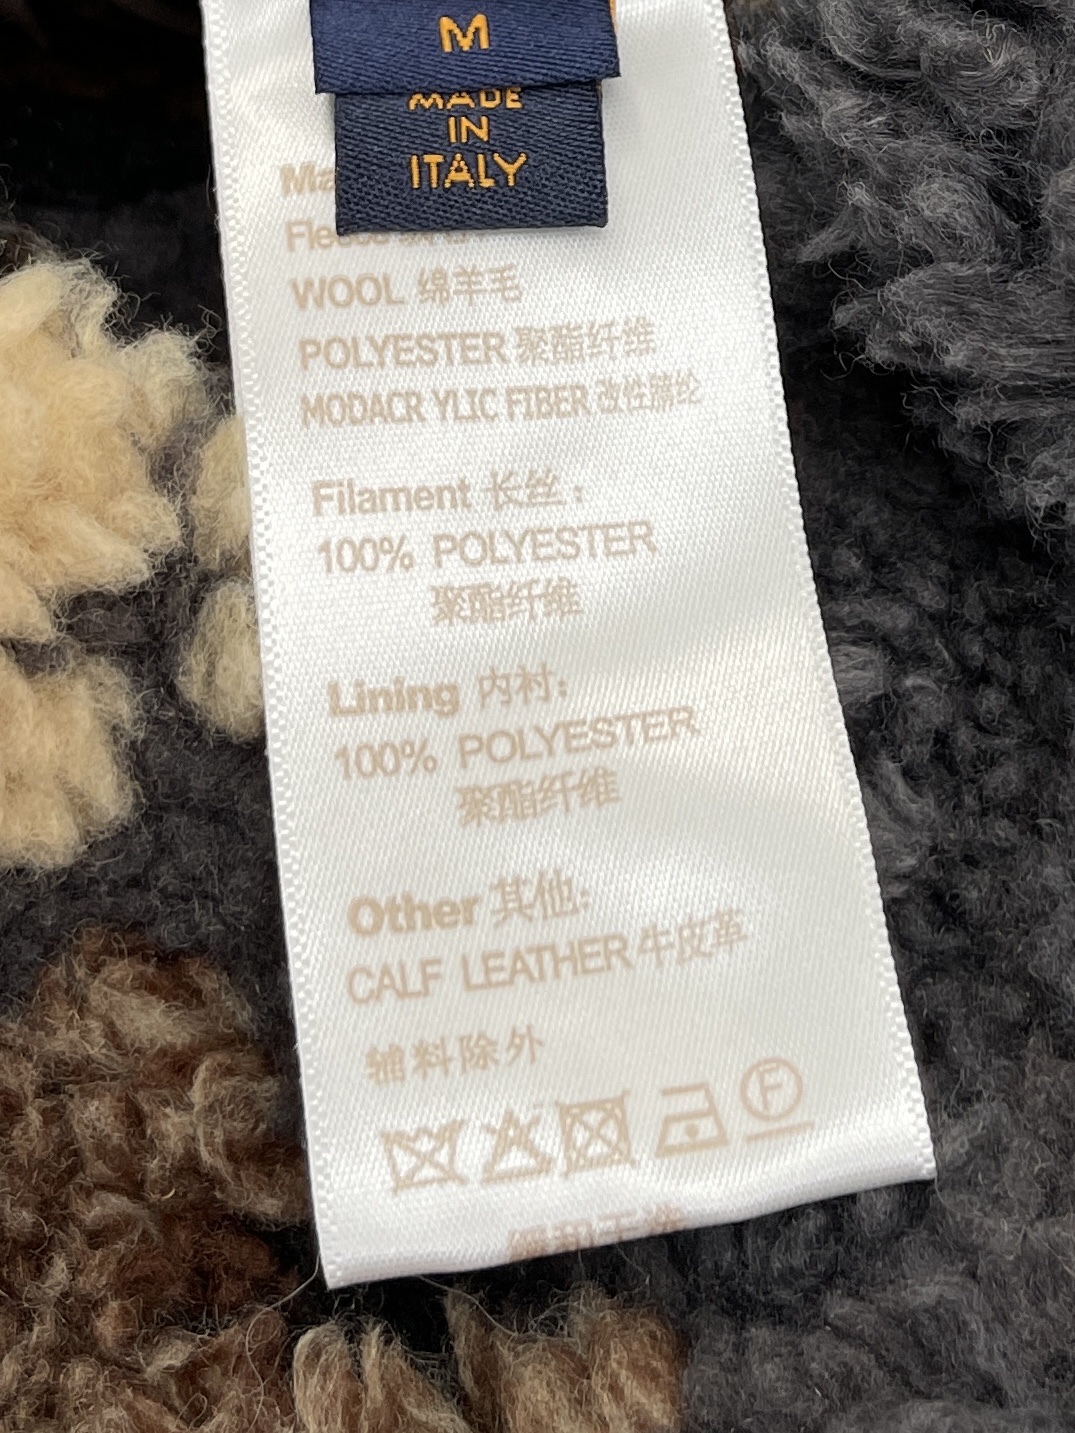 M
MADE
IN
ITALY
WOOL 绵羊毛
POLYESTER 聚酯纤维
MODACR YLIC FIBER 改性腈纶
Filament 长丝：
100% POLYESTER
聚酯纤维
Lining 内衬：
100% POLYESTER
聚酯纤维
Other 其他：
CALF LEATHER 牛皮革
辅料除外
F